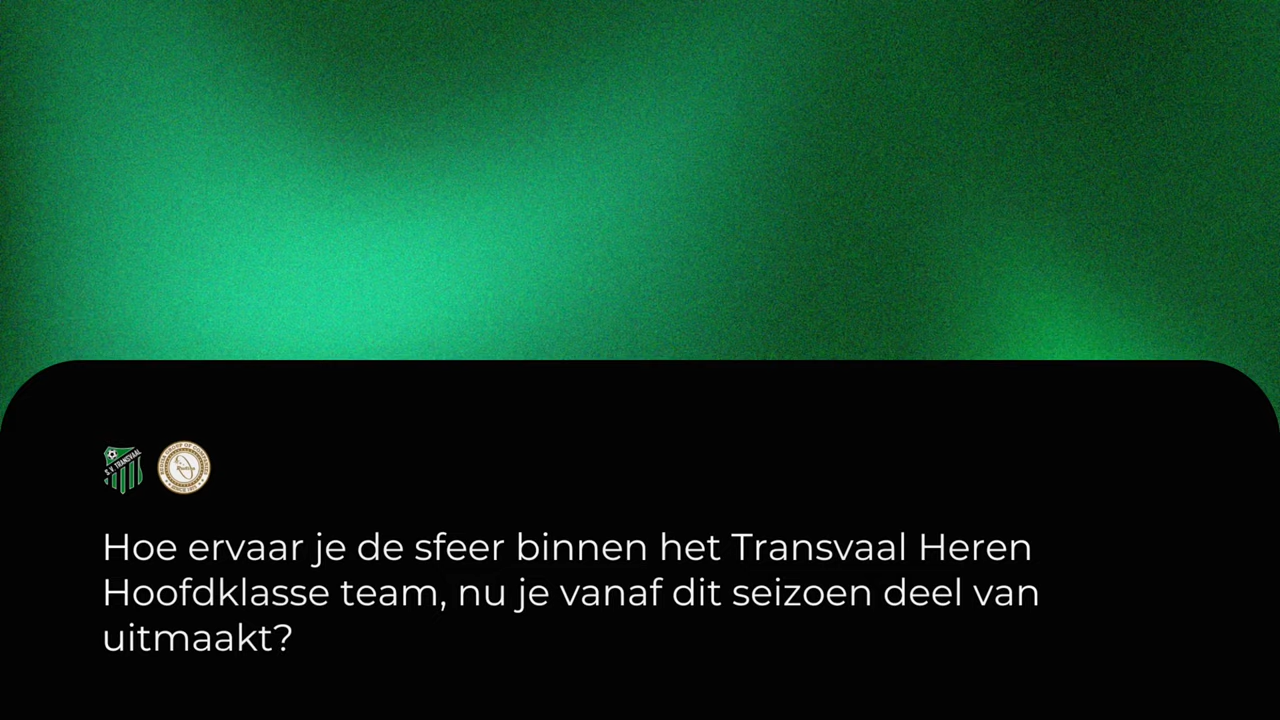 S.V. TRANSVAAL
Hoe ervaar je de sfeer binnen het Transvaal Heren
Hoofdklasse team, nu je vanaf dit seizoen deel van
uitmaakt?